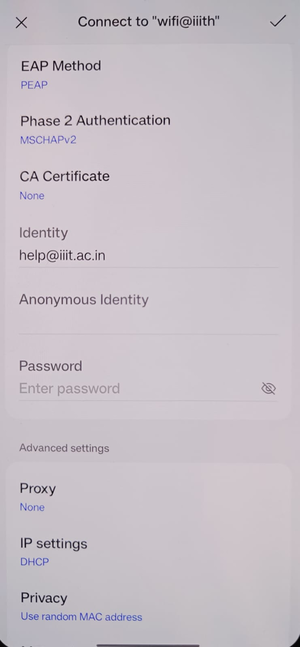 Connect to "wifi@iiith"
EAP Method
PEAP
Phase 2 Authentication
MSCHAPv2
CA Certificate
None
Identity
help@iiit.ac.in
Anonymous Identity
Password
Enter password
Advanced settings
Proxy
None
IP settings
DHCP
Privacy
Use random MAC address